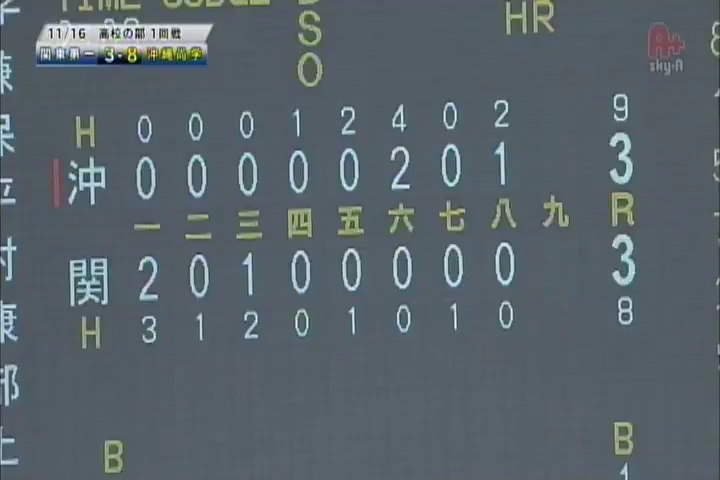 11/16 高校の部 1回戦
関東第一 3-8 沖縄尚学
S
O
HR
A+
sky・A
H 0 0 0 1 2 4 0 2 9
沖 0 0 0 0 0 2 0 1 3
一 二 三 四 五 六 七 八 九 R
関 2 0 1 0 0 0 0 0 3
H 3 1 2 0 1 0 1 0 8
B B
1